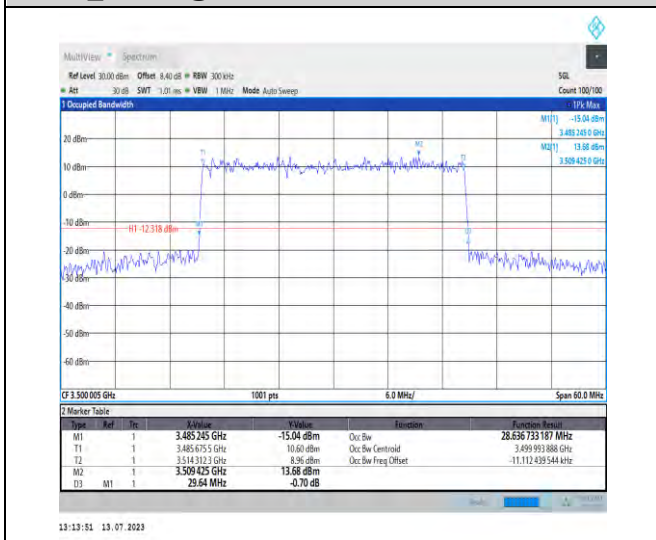 MultiView Spectrum
Ref Level 30.00 dBm Offset 8.40 dB RBW 300 kHz SGL
Att 30 dB SWT 1.01 ms VBW 1 MHz Mode Auto Sweep Count 100/100
1 Occupied Bandwidth 1Pk Max
M1[1] -15.04 dBm
3.485 245 0 GHz
20 dBm M2[1] 13.68 dBm
3.509 425 0 GHz
T1 M2 T2
10 dBm
0 dBm
-10 dBm
H1 -12.318 dBm M1
-20 dBm
-30 dBm
-40 dBm
-50 dBm
-60 dBm
CF 3.500 005 GHz 1001 pts 6.0 MHz/ Span 60.0 MHz
2 Marker Table
Type Ref Trc X-Value Y-Value Function Function Result
M1 1 3.485 245 GHz -15.04 dBm Occ Bw 28.636 733 187 MHz
T1 1 3.485 675 5 GHz 10.60 dBm Occ Bw Centroid 3.499 993 888 GHz
T2 1 3.514 312 3 GHz 8.96 dBm Occ Bw Freq Offset -11.112 439 544 kHz
M2 1 3.509 425 GHz 13.68 dBm
D3 M1 1 29.64 MHz -0.70 dB
13:13:51 13.07.2023